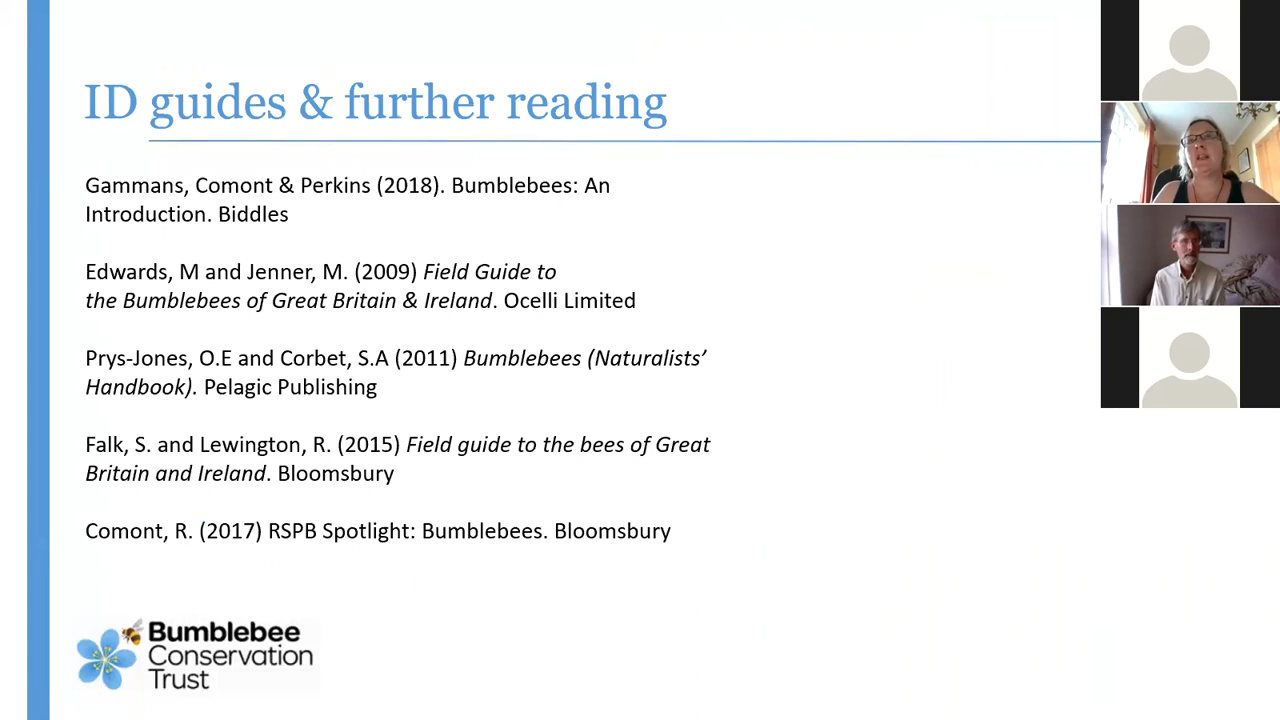 ID guides & further reading
Gammans, Comont & Perkins (2018). Bumblebees: An
Introduction. Biddles
Edwards, M and Jenner, M. (2009) Field Guide to
the Bumblebees of Great Britain & Ireland. Ocelli Limited
Prys-Jones, O.E and Corbet, S.A (2011) Bumblebees (Naturalists’
Handbook). Pelagic Publishing
Falk, S. and Lewington, R. (2015) Field guide to the bees of Great
Britain and Ireland. Bloomsbury
Comont, R. (2017) RSPB Spotlight: Bumblebees. Bloomsbury
Bumblebee
Conservation
Trust